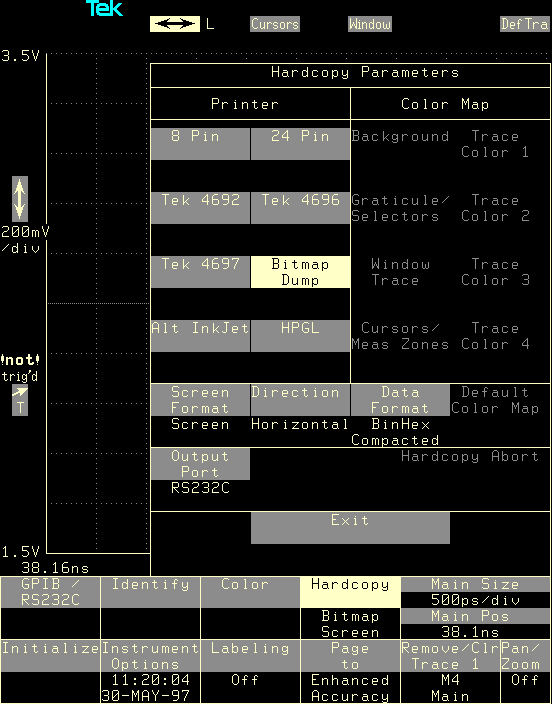 Tek
L Cursors Window DefTra
3.5V
Hardcopy Parameters
Printer Color Map
8 Pin 24 Pin Background Trace
Color 1
Tek 4692 Tek 4696 Graticule/ Trace
Selectors Color 2
200mV
/div
Tek 4697 Bitmap Window Trace
Dump Trace Color 3
Alt InkJet HPGL Cursors/ Trace
Meas Zones Color 4
not
trig'd
T
Screen Direction Data Default
Format Format Color Map
Screen Horizontal BinHex
Compacted
Output Hardcopy Abort
Port
RS232C
Exit
1.5V
38.16ns
GPIB / Identify Color Hardcopy Main Size
RS232C 500ps/div
Bitmap Main Pos
Screen 38.1ns
Initialize Instrument Labeling Page Remove/Clr Pan/
Options to Trace 1 Zoom
11:20:04 Off Enhanced M4 Off
30-MAY-97 Accuracy Main